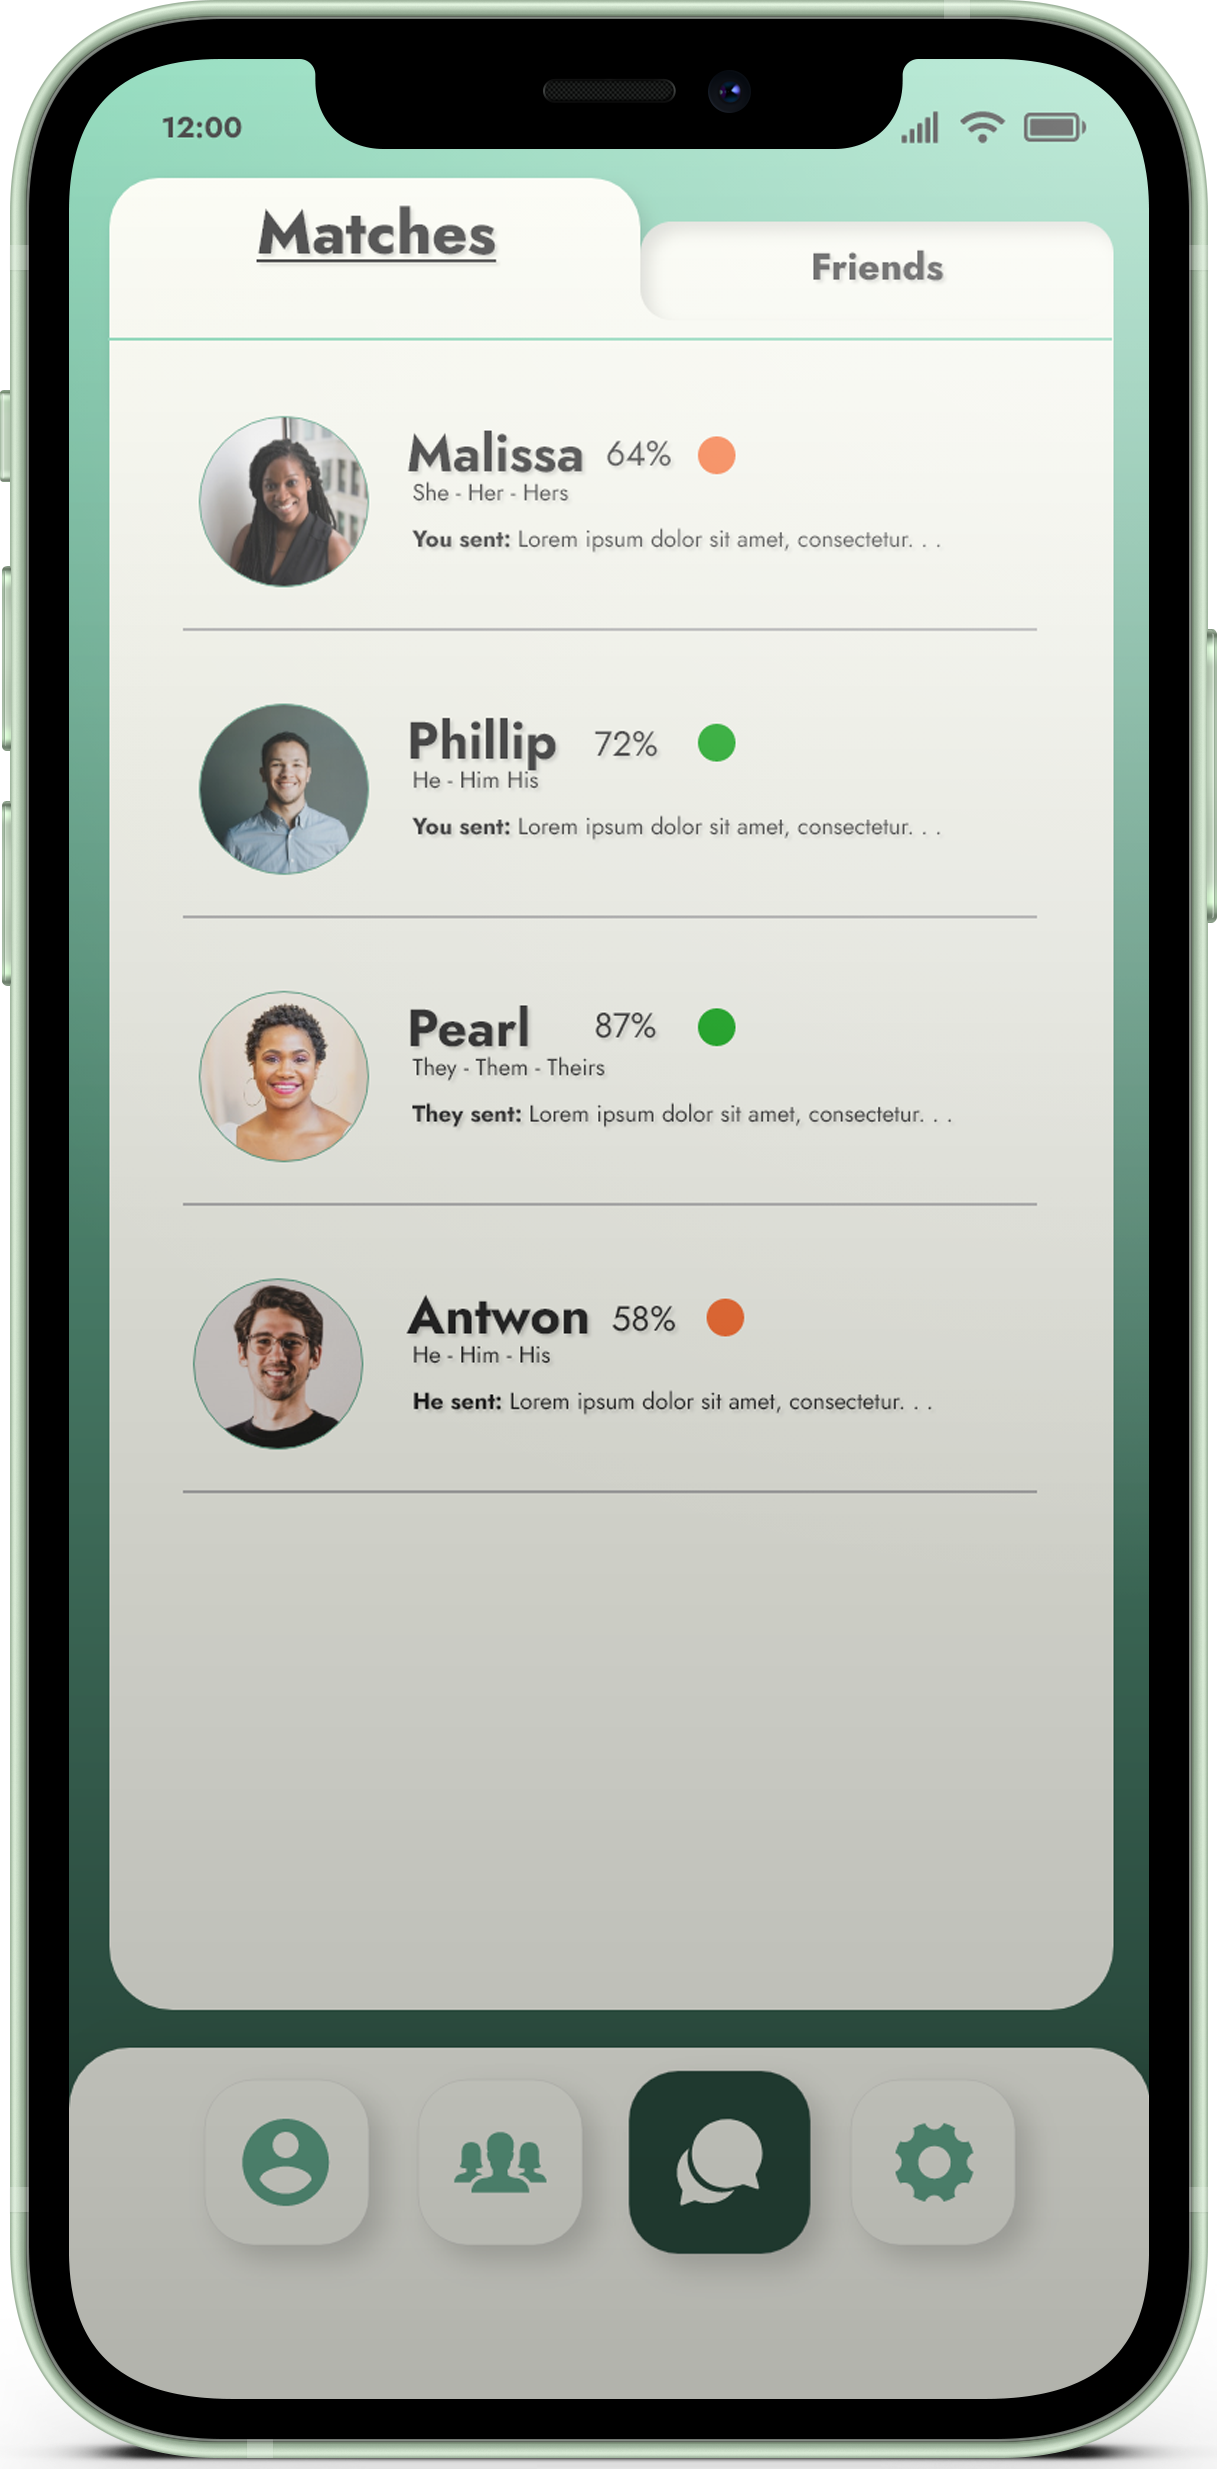 12:00
Matches
Friends
Malissa 64%
She - Her - Hers
You sent: Lorem ipsum dolor sit amet, consectetur. . .
Phillip 72%
He - Him His
You sent: Lorem ipsum dolor sit amet, consectetur. . .
Pearl 87%
They - Them - Theirs
They sent: Lorem ipsum dolor sit amet, consectetur. . .
Antwon 58%
He - Him - His
He sent: Lorem ipsum dolor sit amet, consectetur. . .